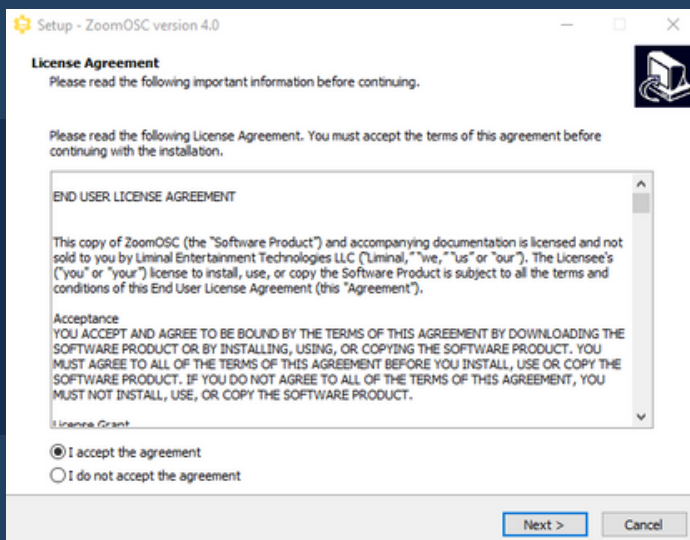 Setup - ZoomOSC version 4.0
License Agreement
Please read the following important information before continuing.
Please read the following License Agreement. You must accept the terms of this agreement before
continuing with the installation.
END USER LICENSE AGREEMENT
This copy of ZoomOSC (the "Software Product") and accompanying documentation is licensed and not
sold to you by Liminal Entertainment Technologies LLC ("Liminal," "we," "us" or "our"). The Licensee's
("you" or "your") license to install, use, or copy the Software Product is subject to all the terms and
conditions of this End User License Agreement (this "Agreement").
Acceptance
YOU ACCEPT AND AGREE TO BE BOUND BY THE TERMS OF THIS AGREEMENT BY DOWNLOADING THE
SOFTWARE PRODUCT OR BY INSTALLING, USING, OR COPYING THE SOFTWARE PRODUCT. YOU
MUST AGREE TO ALL OF THE TERMS OF THIS AGREEMENT BEFORE YOU INSTALL, USE OR COPY THE
SOFTWARE PRODUCT. IF YOU DO NOT AGREE TO ALL OF THE TERMS OF THIS AGREEMENT, YOU
MUST NOT INSTALL, USE, OR COPY THE SOFTWARE PRODUCT.
License Grant
I accept the agreement
I do not accept the agreement
Next >
Cancel